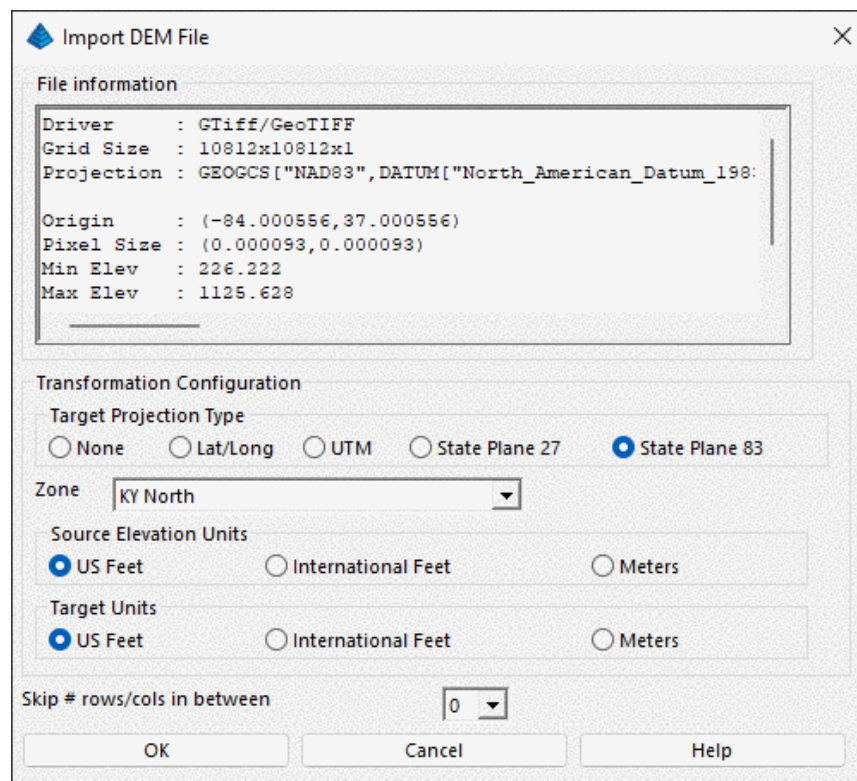 Import DEM File
File information
Driver : GTiff/GeoTIFF
Grid Size : 10812x10812x1
Projection : GEOGCS["NAD83",DATUM["North_American_Datum_198
Origin : (-84.000556,37.000556)
Pixel Size : (0.000093,0.000093)
Min Elev : 226.222
Max Elev : 1125.628
Transformation Configuration
Target Projection Type
None Lat/Long UTM State Plane 27 State Plane 83
Zone KY North
Source Elevation Units
US Feet International Feet Meters
Target Units
US Feet International Feet Meters
Skip # rows/cols in between 0
OK Cancel Help